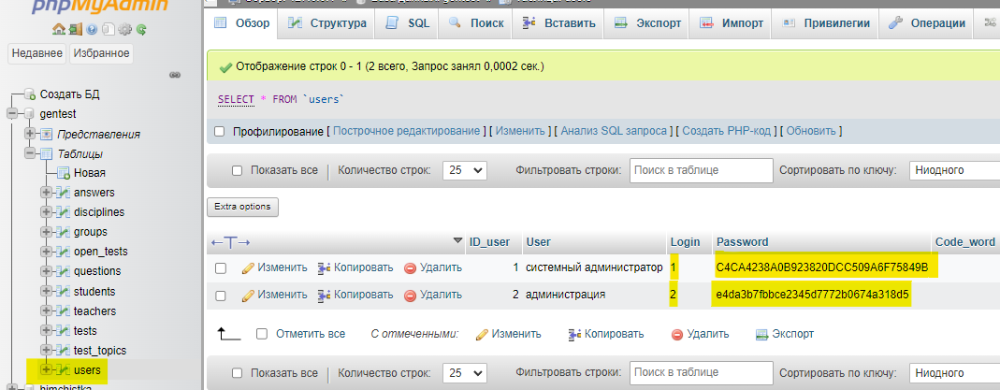 phpMyAdmin
Недавнее Избранное
Создать БД
gentest
Представления
Таблицы
Новая
answers
disciplines
groups
open_tests
questions
students
teachers
tests
test_topics
users
himchistka
Обзор Структура SQL Поиск Вставить Экспорт Импорт Привилегии Операции
Отображение строк 0 - 1 (2 всего, Запрос занял 0,0002 сек.)
SELECT * FROM `users`
Профилирование [ Построчное редактирование ] [ Изменить ] [ Анализ SQL запроса ] [ Создать PHP-код ] [ Обновить ]
Показать все Количество строк: 25 Фильтровать строки: Поиск в таблице Сортировать по ключу: Ниодного
Extra options
ID_user User Login Password Code_word
Изменить Копировать Удалить 1 системный администратор 1 C4CA4238A0B923820DCC509A6F75849B
Изменить Копировать Удалить 2 администрация 2 e4da3b7fbbce2345d7772b0674a318d5
Отметить все С отмеченными: Изменить Копировать Удалить Экспорт
Показать все Количество строк: 25 Фильтровать строки: Поиск в таблице Сортировать по ключу: Ниодного